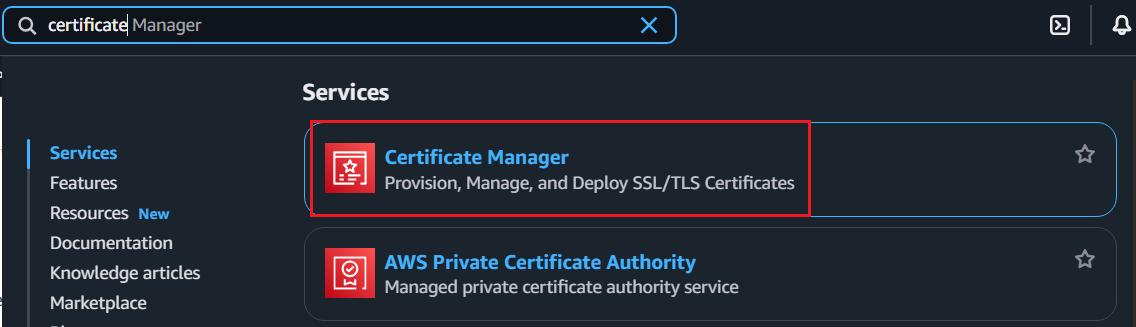 certificate Manager
Services
Services
Features
Resources New
Documentation
Knowledge articles
Marketplace
Certificate Manager
Provision, Manage, and Deploy SSL/TLS Certificates
AWS Private Certificate Authority
Managed private certificate authority service